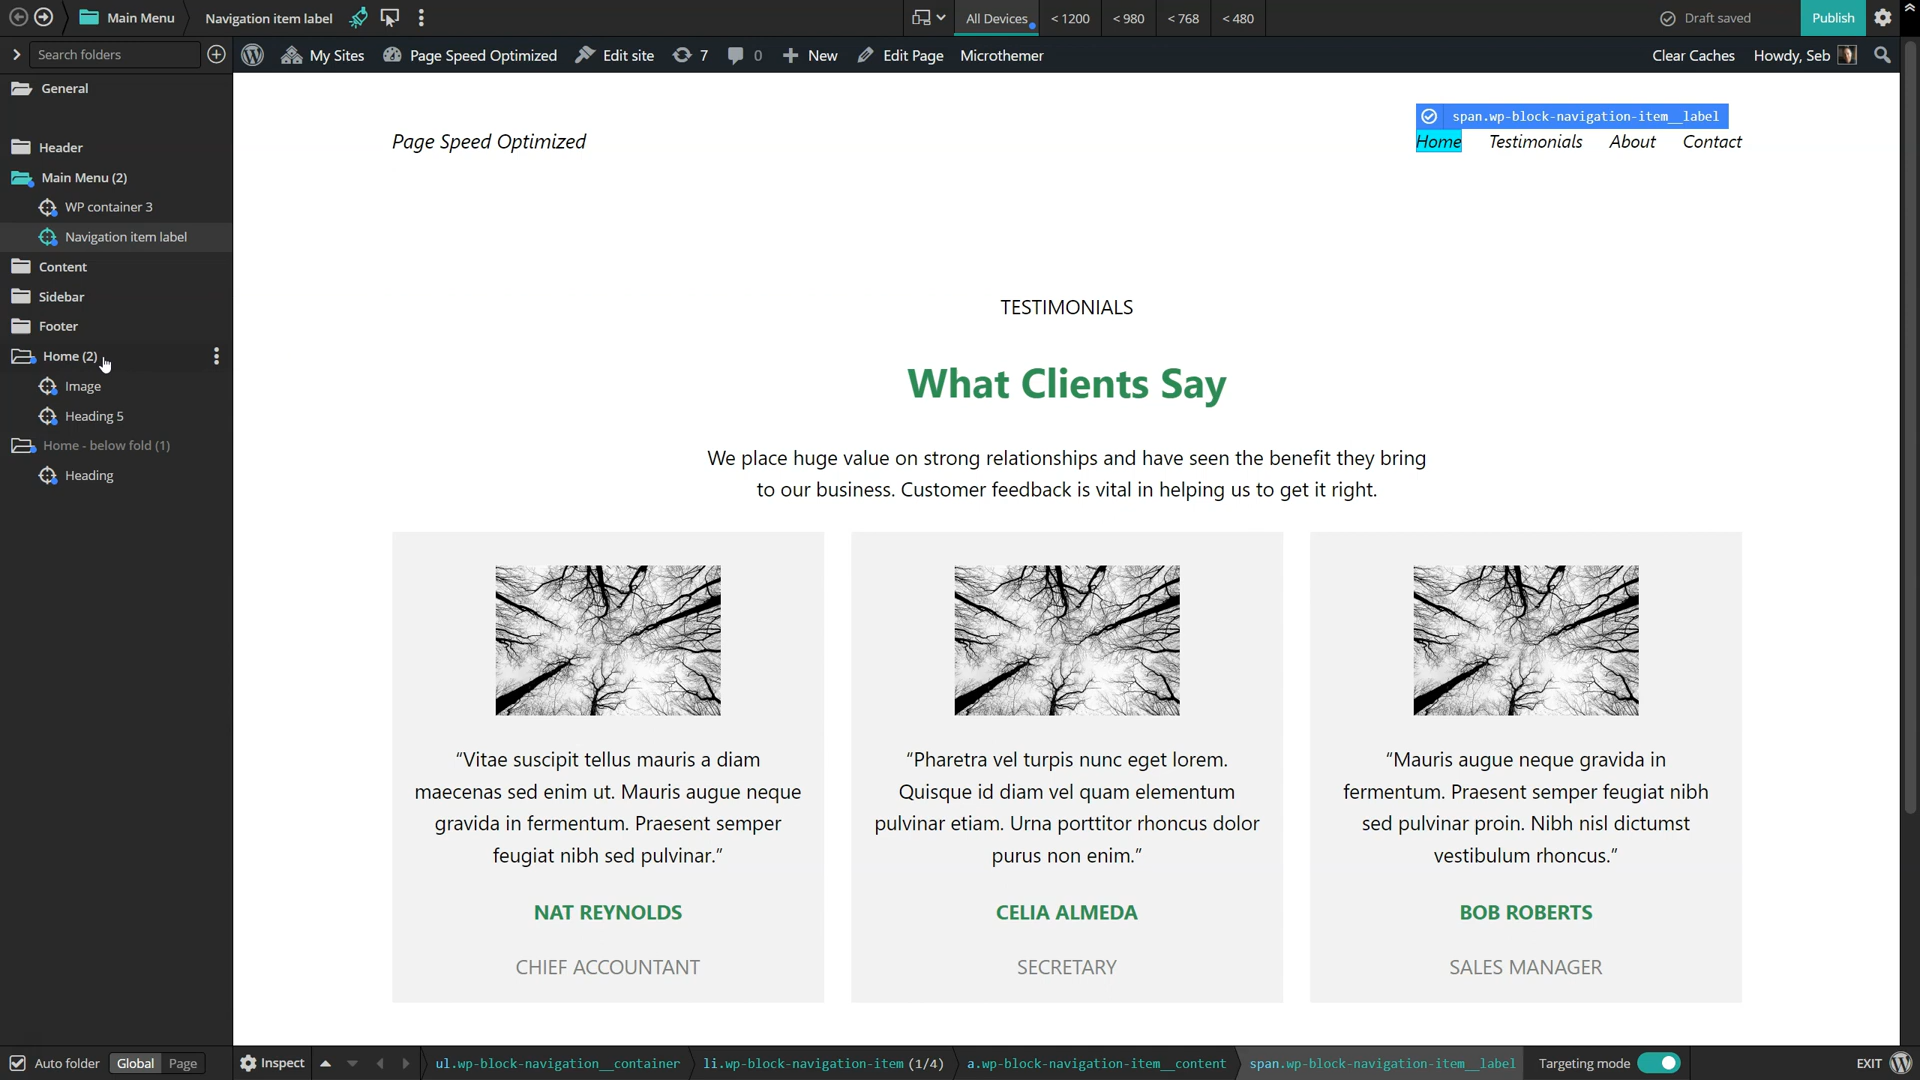 Main Menu
Navigation item label
All Devices
< 1200
< 980
< 768
< 480
Draft saved
Publish
Search folders
My Sites
Page Speed Optimized
Edit site
7
0
New
Edit Page
Microthemer
Clear Caches
Howdy, Seb
General
Header
Main Menu (2)
WP container 3
Navigation item label
Content
Sidebar
Footer
Home (2)
Image
Heading 5
Home - below fold (1)
Heading
span.wp-block-navigation-item__label
Page Speed Optimized
Home
Testimonials
About
Contact
TESTIMONIALS
What Clients Say
We place huge value on strong relationships and have seen the benefit they bring
to our business. Customer feedback is vital in helping us to get it right.
“Vitae suscipit tellus mauris a diam
maecenas sed enim ut. Mauris augue neque
gravida in fermentum. Praesent semper
feugiat nibh sed pulvinar.”
NAT REYNOLDS
CHIEF ACCOUNTANT
“Pharetra vel turpis nunc eget lorem.
Quisque id diam vel quam elementum
pulvinar etiam. Urna porttitor rhoncus dolor
purus non enim.”
CELIA ALMEDA
SECRETARY
“Mauris augue neque gravida in
fermentum. Praesent semper feugiat nibh
sed pulvinar proin. Nibh nisl dictumst
vestibulum rhoncus.”
BOB ROBERTS
SALES MANAGER
Auto folder
Global
Page
Inspect
ul.wp-block-navigation__container
li.wp-block-navigation-item (1/4)
a.wp-block-navigation-item__content
span.wp-block-navigation-item__label
Targeting mode
EXIT